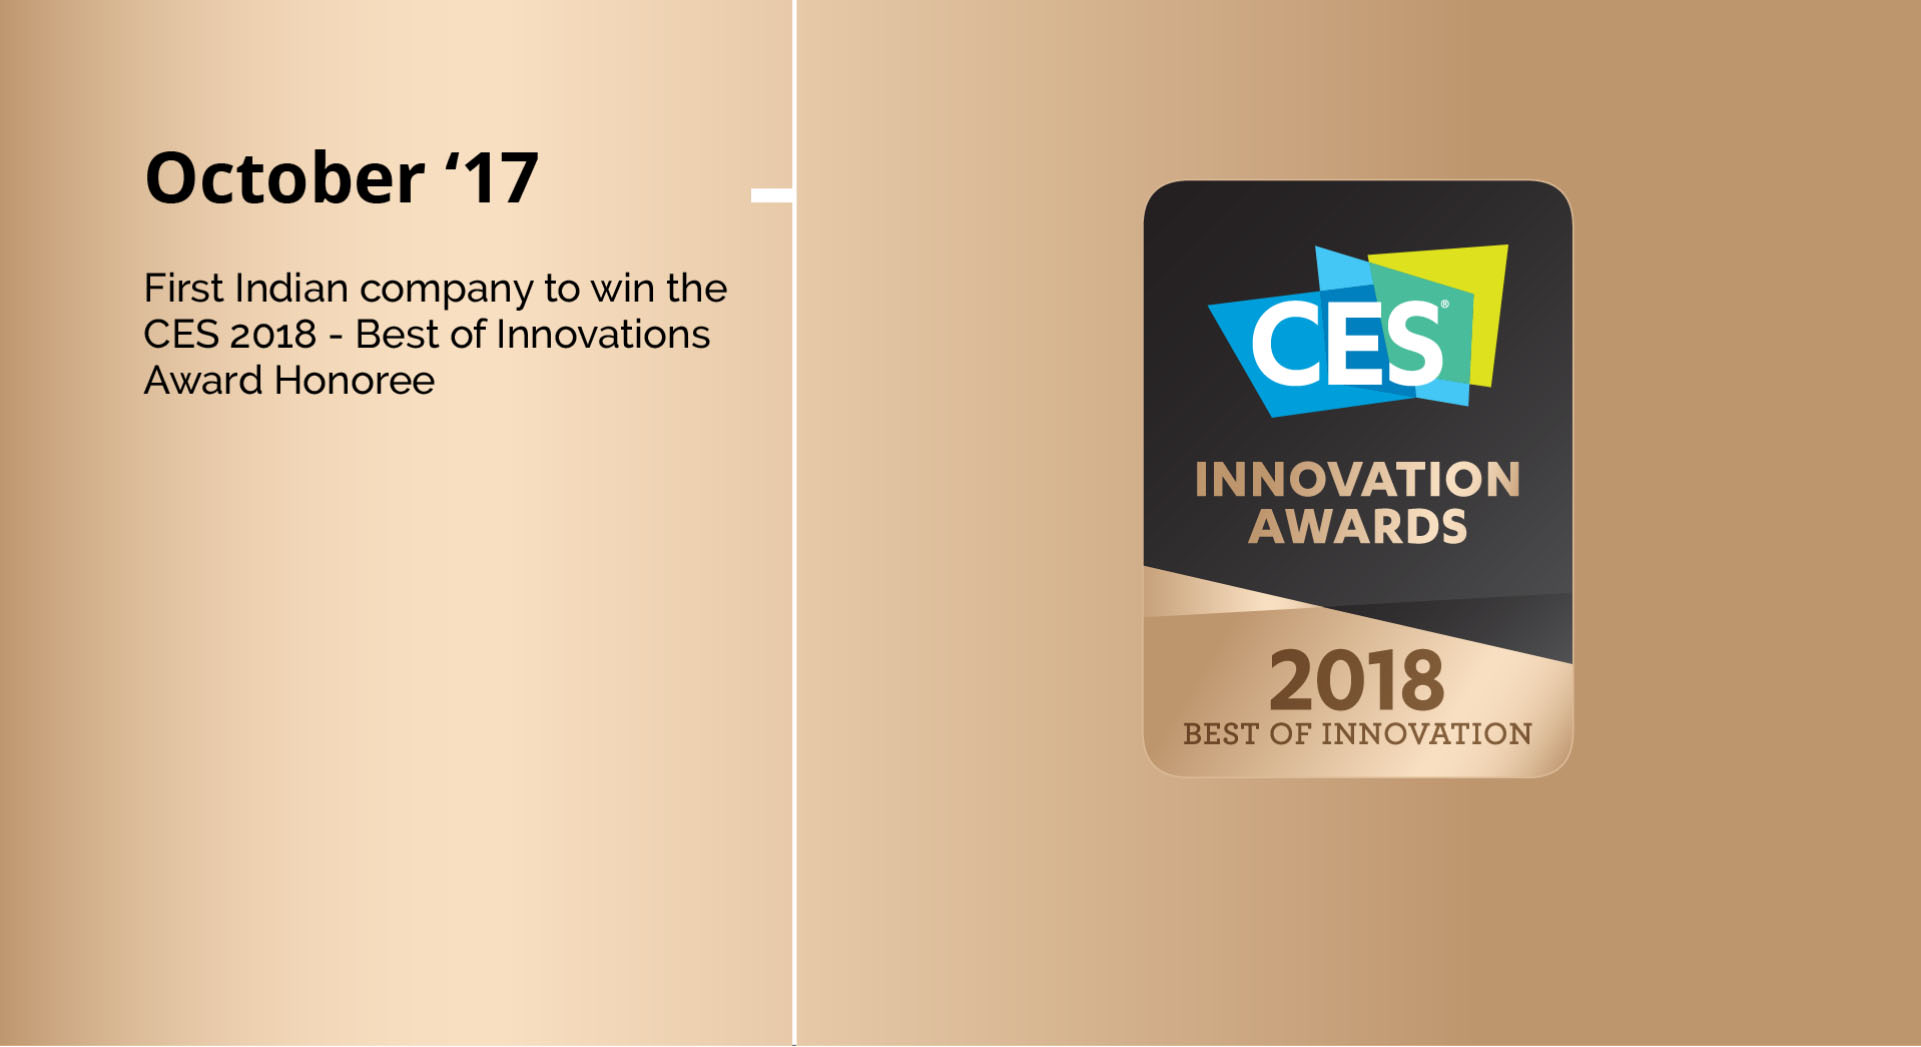 October ‘17
First Indian company to win the
CES 2018 - Best of Innovations
Award Honoree
CES®
INNOVATION
AWARDS
2018
BEST OF INNOVATION